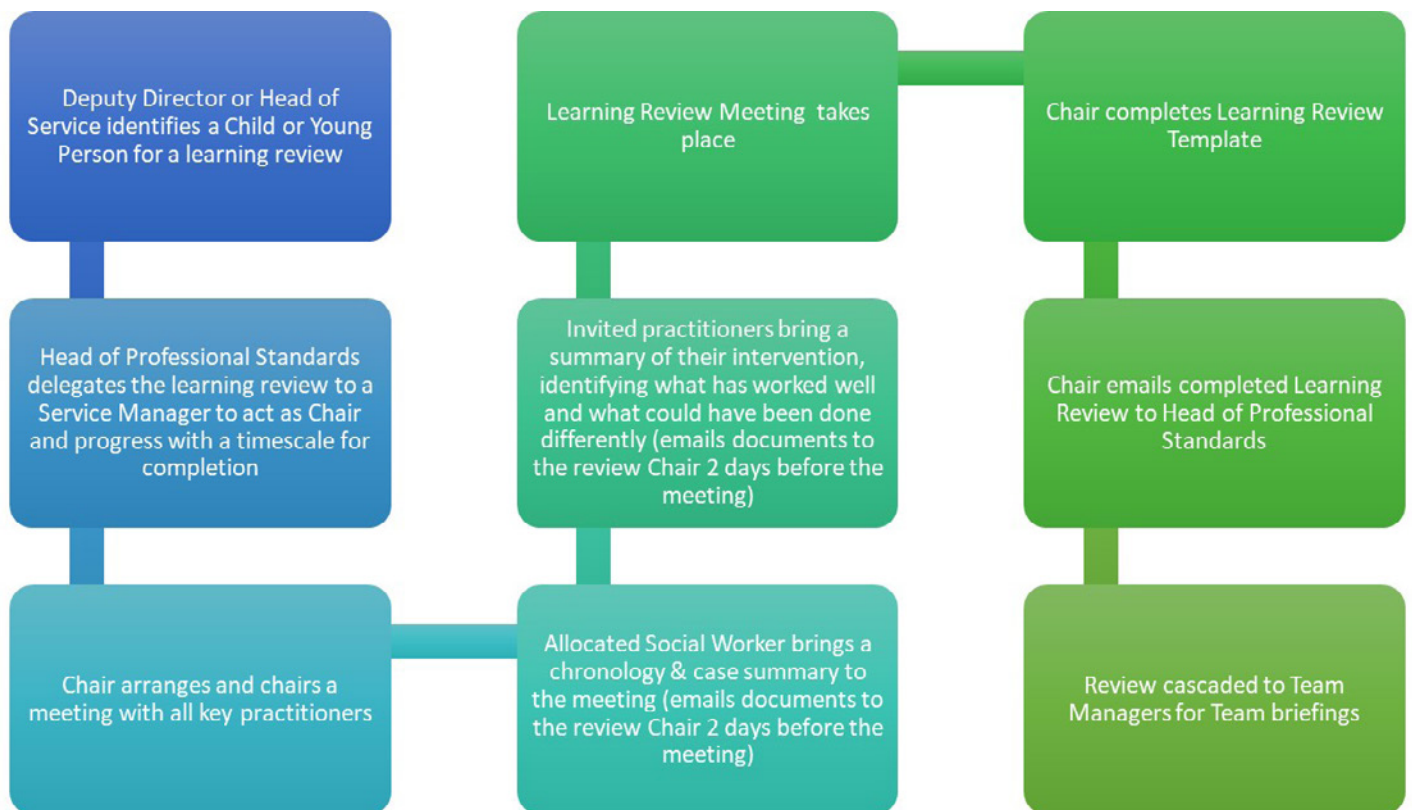 Deputy Director or Head of
Service identifies a Child or Young
Person for a learning review
Head of Professional Standards
delegates the learning review to a
Service Manager to act as Chair
and progress with a timescale for
completion
Chair arranges and chairs a
meeting with all key practitioners
Allocated Social Worker brings a
chronology & case summary to
the meeting (emails documents to
the review Chair 2 days before the
meeting)
Invited practitioners bring a
summary of their intervention,
identifying what has worked well
and what could have been done
differently (emails documents to
the review Chair 2 days before the
meeting)
Learning Review Meeting takes
place
Chair completes Learning Review
Template
Chair emails completed Learning
Review to Head of Professional
Standards
Review cascaded to Team
Managers for Team briefings